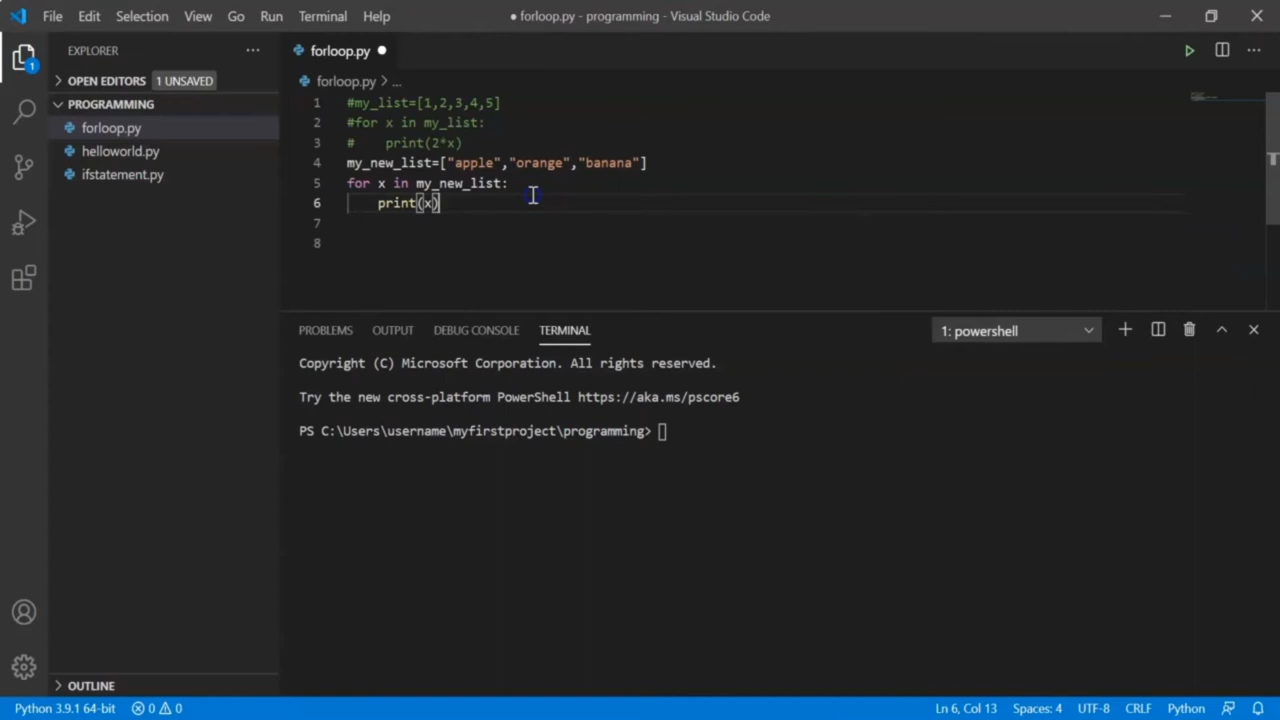 File Edit Selection View Go Run Terminal Help ● forloop.py - programming - Visual Studio Code
EXPLORER ...
1
OPEN EDITORS 1 UNSAVED
PROGRAMMING
forloop.py
helloworld.py
ifstatement.py
OUTLINE
forloop.py ●
forloop.py > ...
1 #my_list=[1,2,3,4,5]
2 #for x in my_list:
3 #    print(2*x)
4 my_new_list=["apple","orange","banana"]
5 for x in my_new_list:
6     print(x)
7
8
PROBLEMS OUTPUT DEBUG CONSOLE TERMINAL 1: powershell
Copyright (C) Microsoft Corporation. All rights reserved.
Try the new cross-platform PowerShell https://aka.ms/pscore6
PS C:\Users\username\myfirstproject\programming>
Python 3.9.1 64-bit 0 0 Ln 6, Col 13 Spaces: 4 UTF-8 CRLF Python